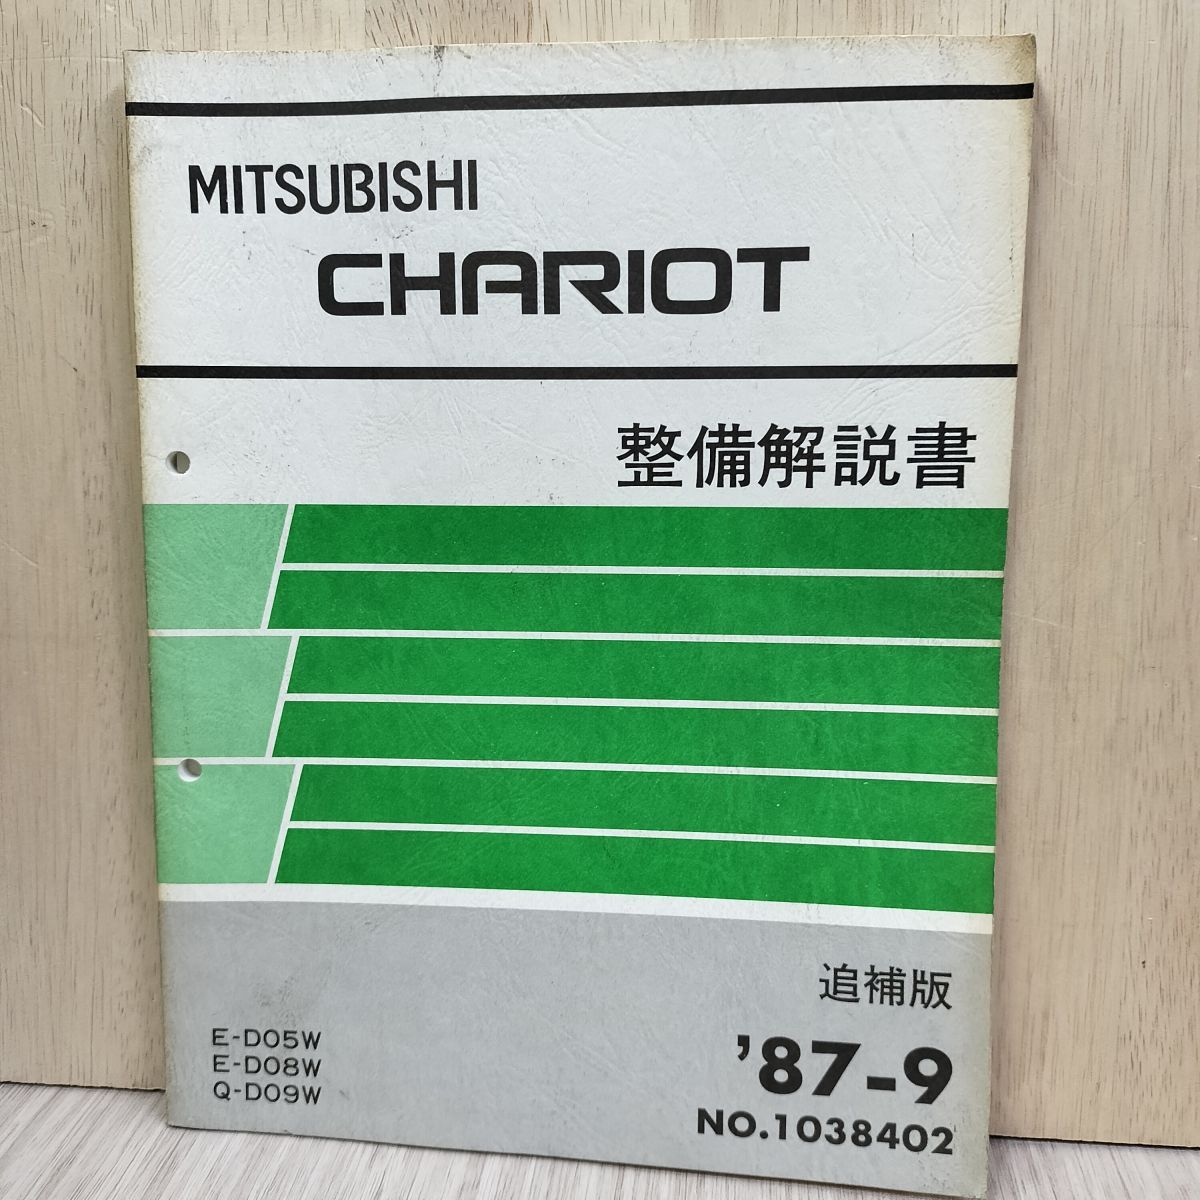 MITSUBISHI
CHARIOT
整備解説書
追補版
E-D05W
E-D08W
Q-D09W
'87-9
NO.1038402